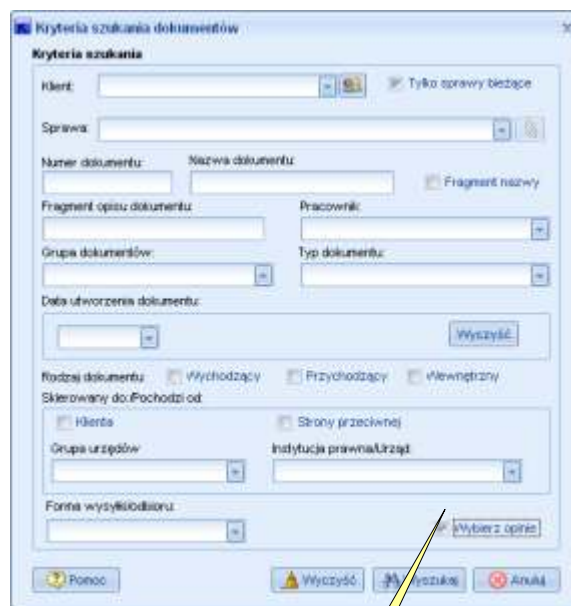 Kryteria szukania dokumentów
Kryteria szukania
Klient:
Tylko sprawy bieżące
Sprawa:
Numer dokumentu:
Nazwa dokumentu:
Fragment nazwy
Fragment opisu dokumentu:
Pracownik:
Grupa dokumentów:
Typ dokumentu:
Data utworzenia dokumentu:
Wyczyść
Rodzaj dokumentu: Wychodzący Przychodzący Wewnętrzny
Skierowany do:/Pochodzi od:
Klienta Strony przeciwnej
Grupa urzędów Instytucja prawna/Urząd:
Forma wysyłki/odbioru:
Wybierz opinie
Pomoc Wyczyść Wyszukaj Anuluj